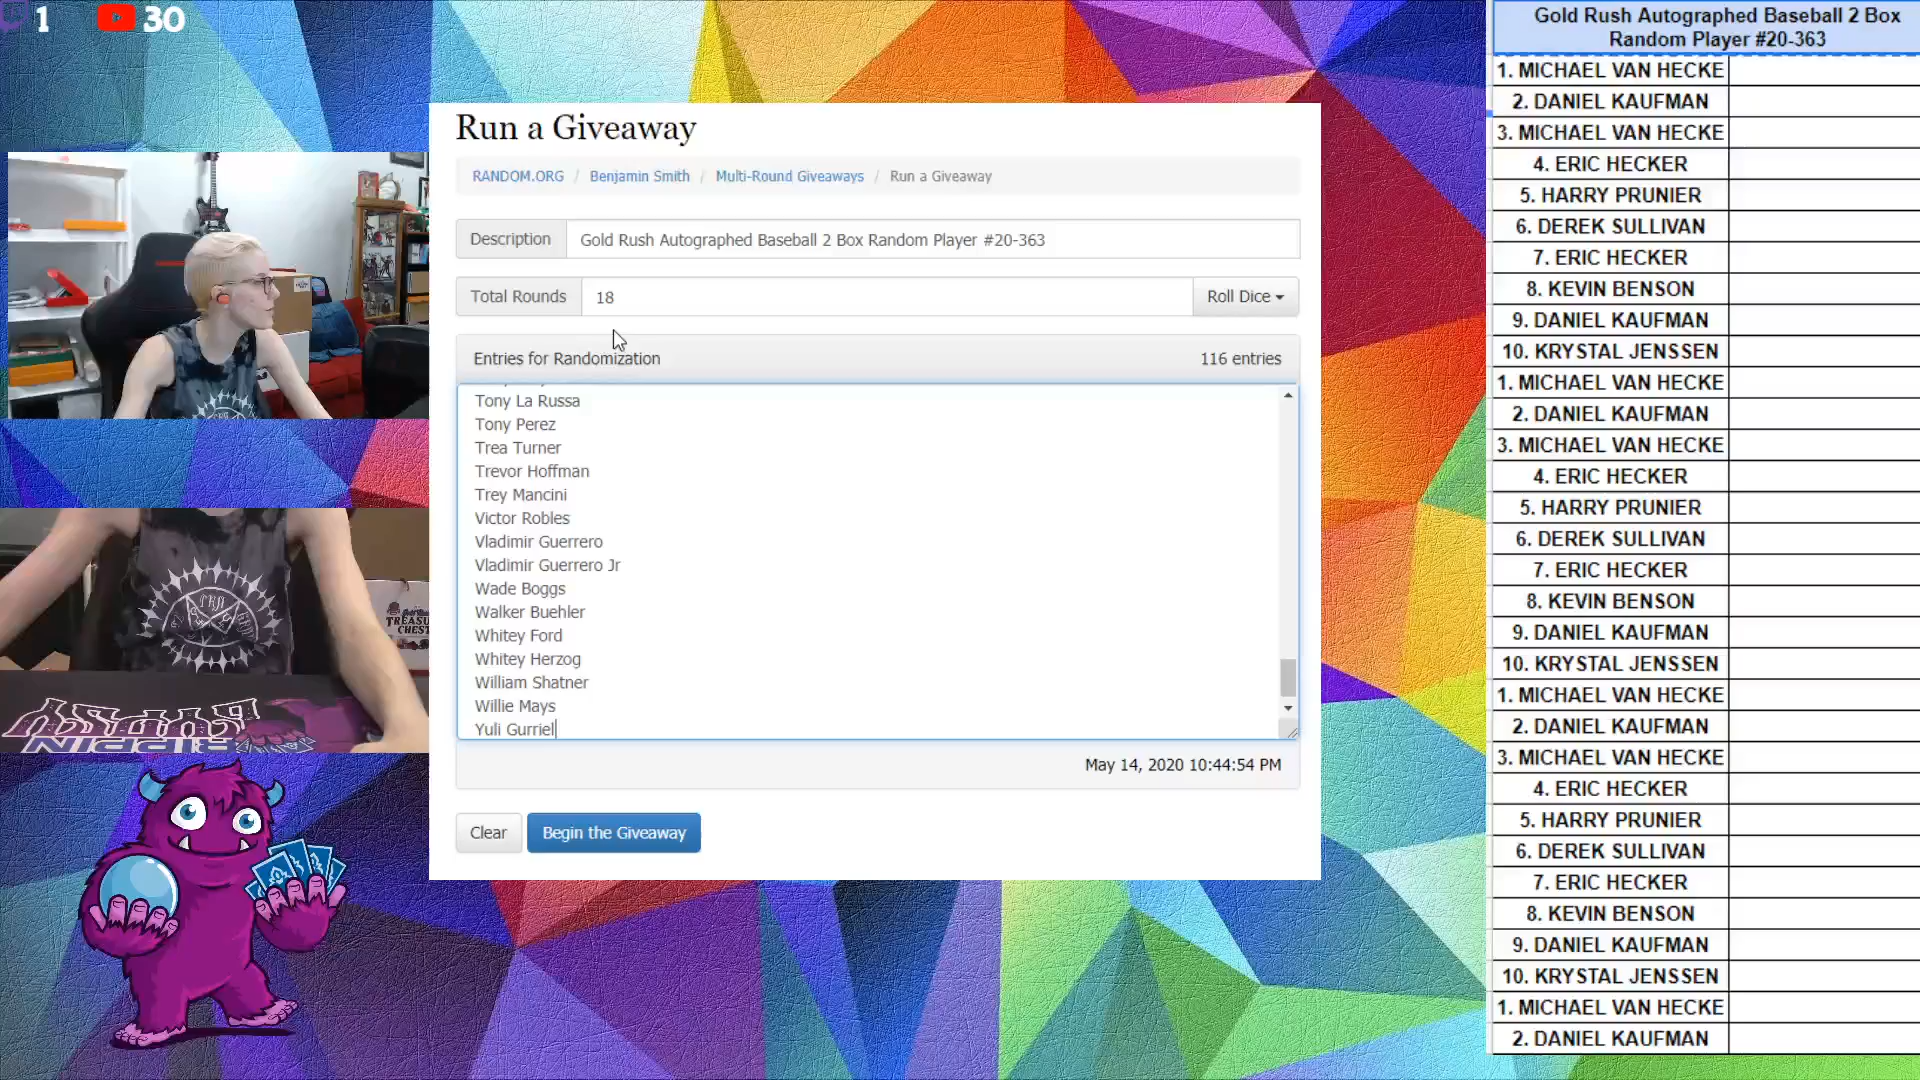 1 30
Run a Giveaway
RANDOM.ORG / Benjamin Smith / Multi-Round Giveaways / Run a Giveaway
Description Gold Rush Autographed Baseball 2 Box Random Player #20-363
Total Rounds 18 Roll Dice
Entries for Randomization 116 entries
Tony La Russa
Tony Perez
Trea Turner
Trevor Hoffman
Trey Mancini
Victor Robles
Vladimir Guerrero
Vladimir Guerrero Jr
Wade Boggs
Walker Buehler
Whitey Ford
Whitey Herzog
William Shatner
Willie Mays
Yuli Gurriel
May 14, 2020 10:44:54 PM
Clear Begin the Giveaway
TREASURE
CHEST
Gold Rush Autographed Baseball 2 Box
Random Player #20-363
1. MICHAEL VAN HECKE
2. DANIEL KAUFMAN
3. MICHAEL VAN HECKE
4. ERIC HECKER
5. HARRY PRUNIER
6. DEREK SULLIVAN
7. ERIC HECKER
8. KEVIN BENSON
9. DANIEL KAUFMAN
10. KRYSTAL JENSSEN
1. MICHAEL VAN HECKE
2. DANIEL KAUFMAN
3. MICHAEL VAN HECKE
4. ERIC HECKER
5. HARRY PRUNIER
6. DEREK SULLIVAN
7. ERIC HECKER
8. KEVIN BENSON
9. DANIEL KAUFMAN
10. KRYSTAL JENSSEN
1. MICHAEL VAN HECKE
2. DANIEL KAUFMAN
3. MICHAEL VAN HECKE
4. ERIC HECKER
5. HARRY PRUNIER
6. DEREK SULLIVAN
7. ERIC HECKER
8. KEVIN BENSON
9. DANIEL KAUFMAN
10. KRYSTAL JENSSEN
1. MICHAEL VAN HECKE
2. DANIEL KAUFMAN